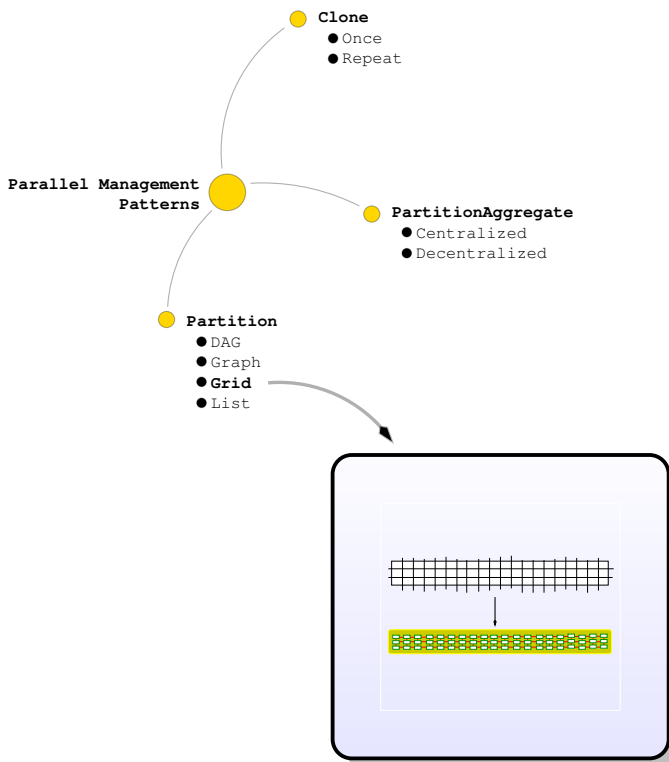 Clone
Once
Repeat
Parallel Management
Patterns
PartitionAggregate
Centralized
Decentralized
Partition
DAG
Graph
Grid
List